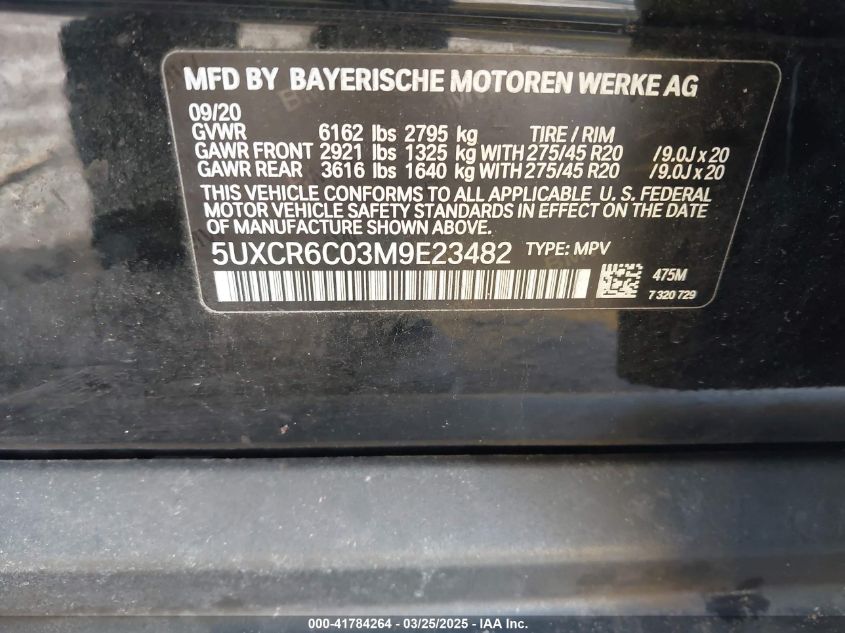 MFD BY BAYERISCHE MOTOREN WERKE AG
09/20
GVWR 6162 lbs 2795 kg TIRE / RIM
GAWR FRONT 2921 lbs 1325 kg WITH 275/45 R20 /9.0J x 20
GAWR REAR 3616 lbs 1640 kg WITH 275/45 R20 /9.0J x 20
THIS VEHICLE CONFORMS TO ALL APPLICABLE U. S. FEDERAL
MOTOR VEHICLE SAFETY STANDARDS IN EFFECT ON THE DATE
OF MANUFACTURE SHOWN ABOVE.
5UXCR6C03M9E23482 TYPE: MPV
475M
7 320 729
000-41784264 - 03/25/2025 - IAA Inc.